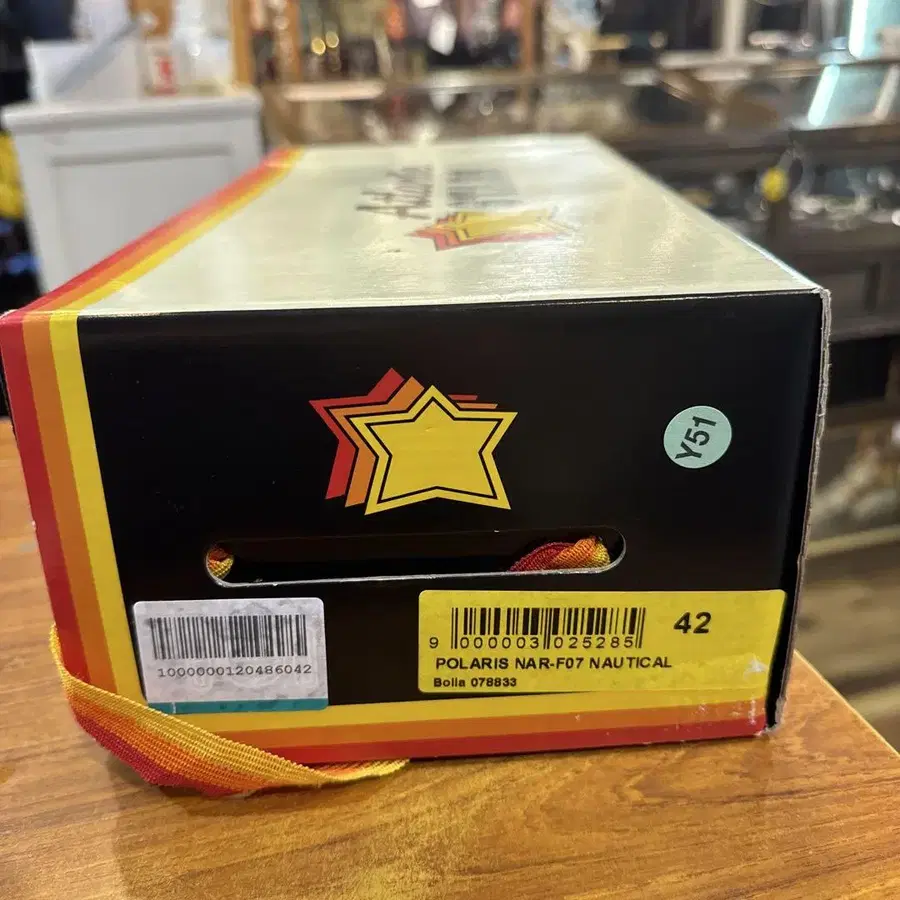 Y51
1000000120486042
9 000003 025285
42
POLARIS NAR-F07 NAUTICAL
Bolla 078833